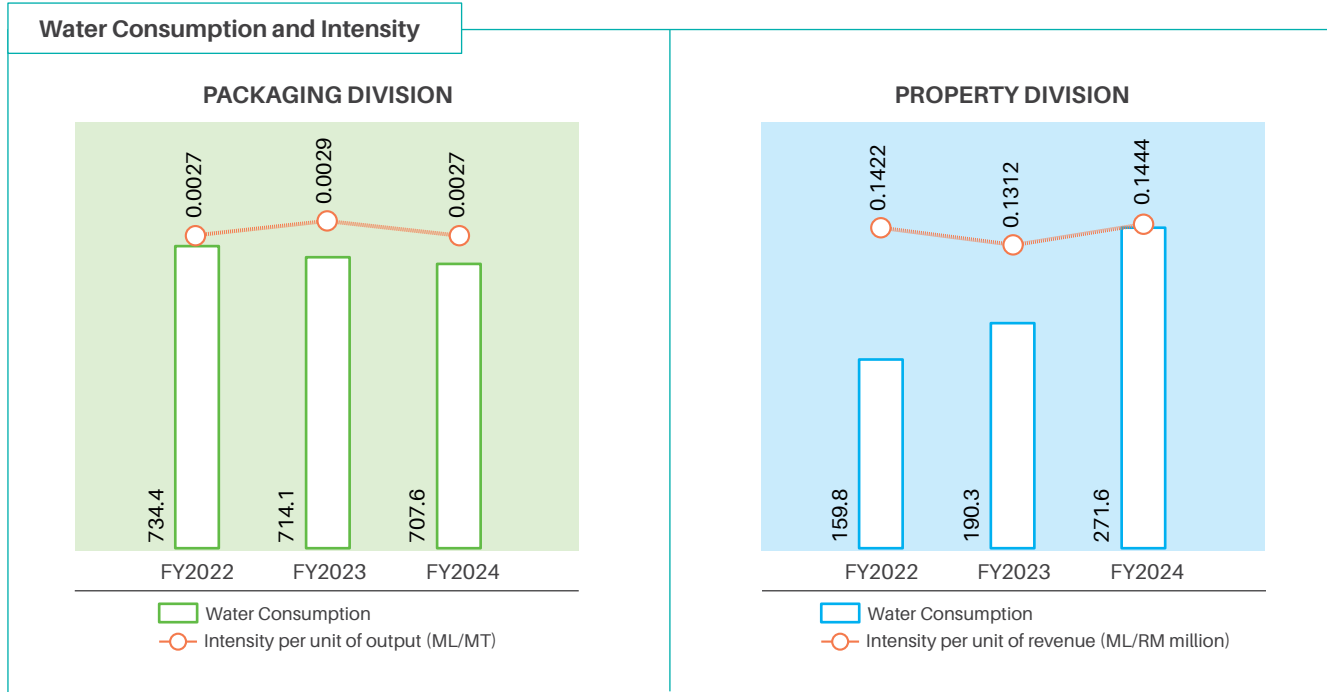 Water Consumption and Intensity
PACKAGING DIVISION
0.0027
0.0029
0.0027
734.4
714.1
707.6
FY2022
FY2023
FY2024
Water Consumption
Intensity per unit of output (ML/MT)
PROPERTY DIVISION
0.1422
0.1312
0.1444
159.8
190.3
271.6
FY2022
FY2023
FY2024
Water Consumption
Intensity per unit of revenue (ML/RM million)